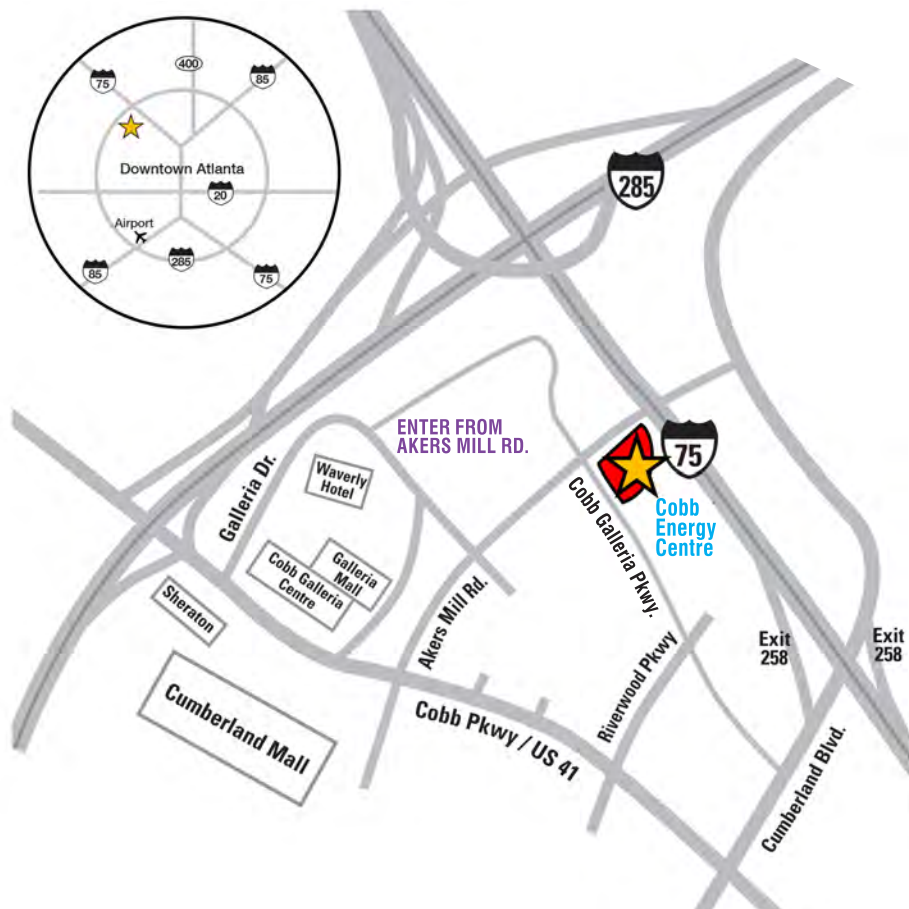 400
75
85
Downtown Atlanta
20
Airport
85
285
75
285
ENTER FROM
AKERS MILL RD.
75
Galleria Dr.
Waverly
Hotel
Cobb
Energy
Centre
Cobb Galleria Pkwy.
Galleria
Mall
Cobb Galleria
Centre
Sheraton
Akers Mill Rd.
Riverwood Pkwy
Exit
258
Exit
258
Cumberland Mall
Cobb Pkwy / US 41
Cumberland Blvd.